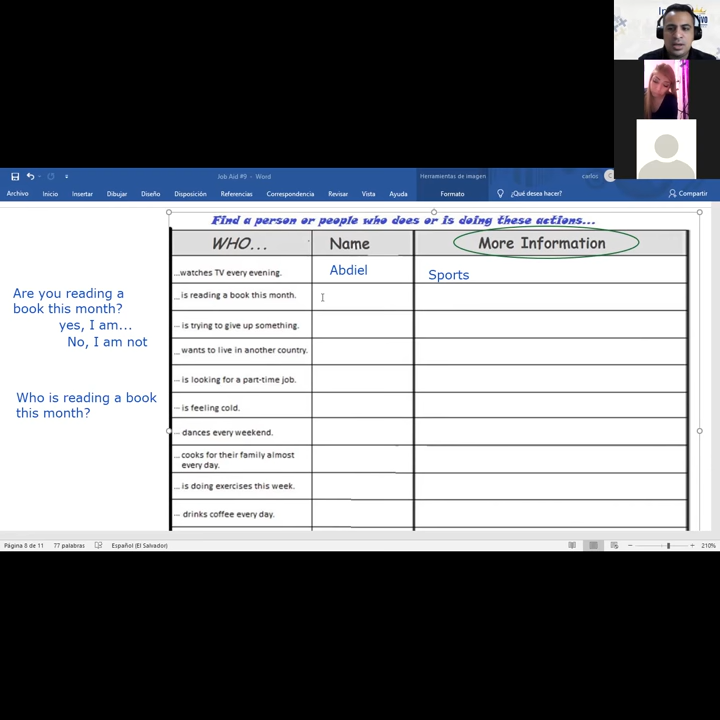 Job Aid #9 - Word
Herramientas de imagen
carlos
Archivo Inicio Insertar Dibujar Diseño Disposición Referencias Correspondencia Revisar Vista Ayuda Formato ¿Qué desea hacer? Compartir
Find a person or people who does or is doing these actions...
WHO... Name More Information
...watches TV every evening. Abdiel Sports
... is reading a book this month.
... is trying to give up something.
... wants to live in another country.
... is looking for a part-time job.
... is feeling cold.
... dances every weekend.
... cooks for their family almost
every day.
... is doing exercises this week.
... drinks coffee every day.
Are you reading a
book this month?
yes, I am...
No, I am not
Who is reading a book
this month?
Página 8 de 11 77 palabras Español (El Salvador) 210%